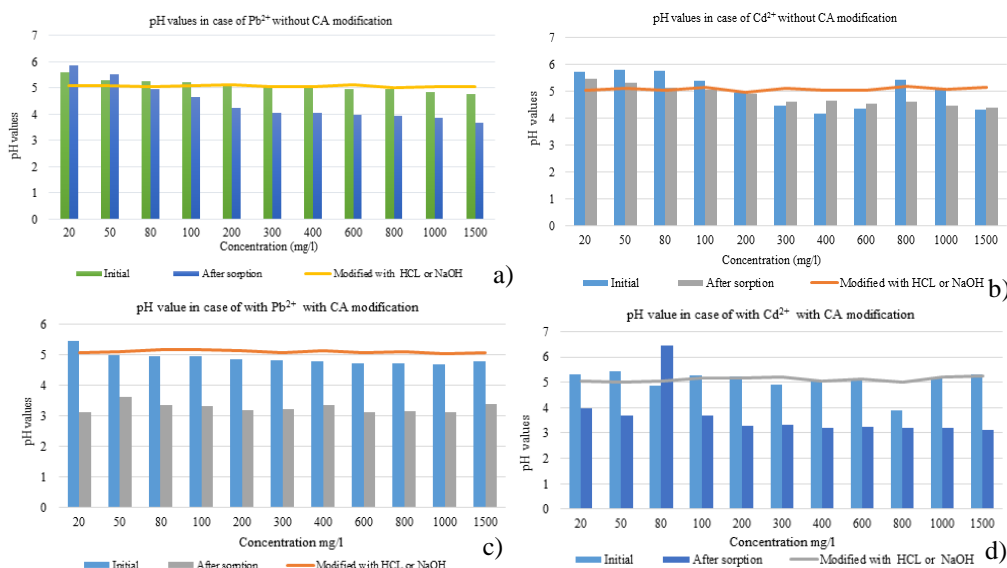 pH values in case of Pb²⁺ without CA modification
7
6
5
4
3
2
1
0
pH values
20 50 80 100 200 300 400 600 800 1000 1500
Concentration (mg/l)
Initial After sorption Modified with HCL or NaOH
a)
pH values in case of Cd²⁺ without CA modification
7
6
5
4
3
2
1
0
pH values
20 50 80 100 200 300 400 600 800 1000 1500
Concentration (mg/l)
Initial After sorption Modified with HCL or NaOH
b)
pH value in case of with Pb²⁺ with CA modification
6
5
4
3
2
1
0
pH values
20 50 80 100 200 300 400 600 800 1000 1500
Concentration mg/l
Initial After sorption Modified with HCL or NaOH
c)
pH value in case of with Cd²⁺ with CA modification
7
6
5
4
3
2
1
0
pH values
20 50 80 100 200 300 400 600 800 1000 1500
Concentration mg/l
Initial After sorption Modified with HCL or NaOH
d)